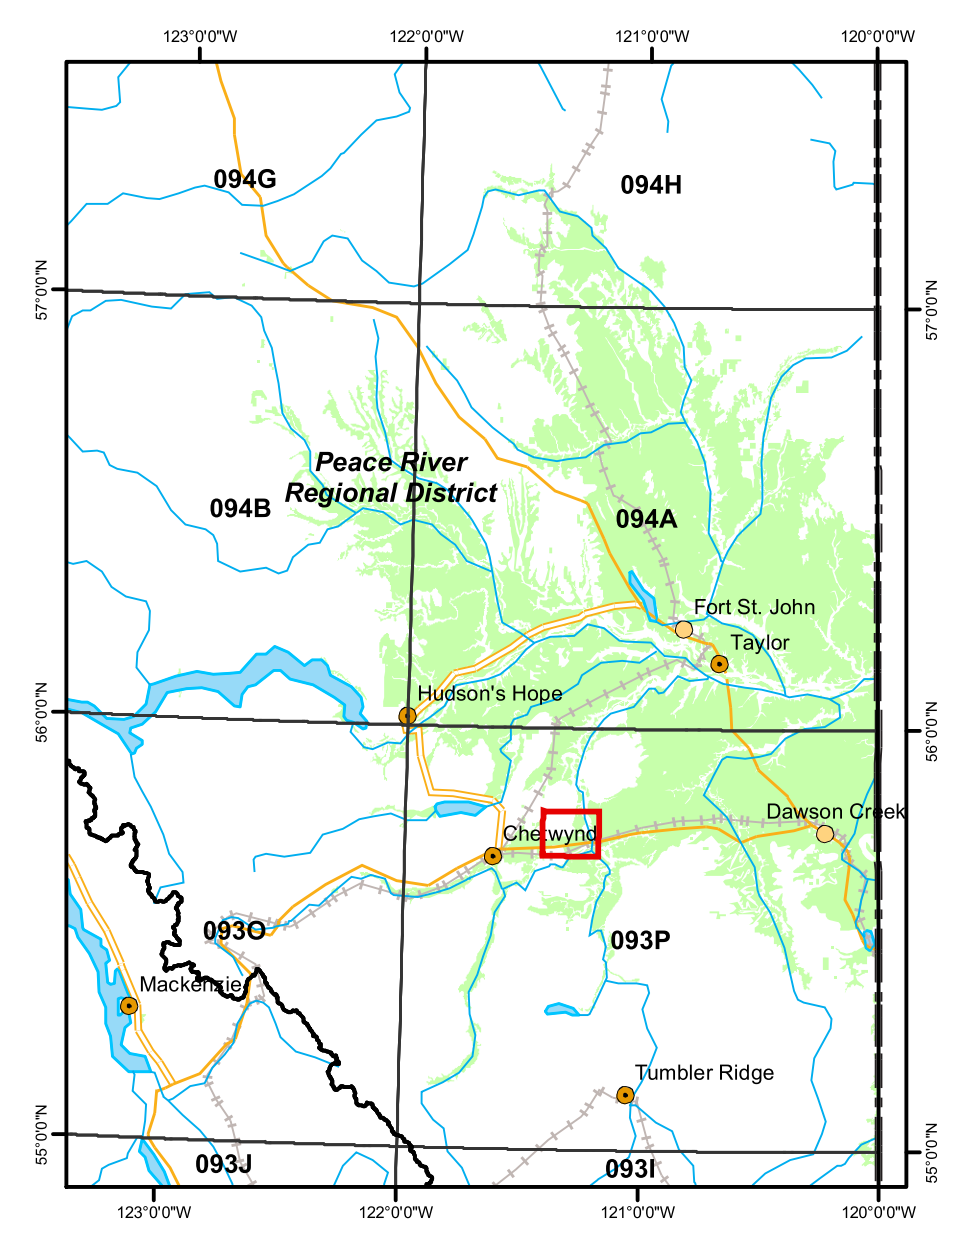 123°0'0"W 122°0'0"W 121°0'0"W 120°0'0"W
094G
094H
57°0'0"N
57°0'0"N
Peace River
Regional District
094B
094A
Fort St. John
Taylor
Hudson's Hope
56°0'0"N
56°0'0"N
Dawson Creek
Chetwynd
093O
093P
Mackenzie
Tumbler Ridge
55°0'0"N
55°0'0"N
093J
093I
123°0'0"W 122°0'0"W 121°0'0"W 120°0'0"W